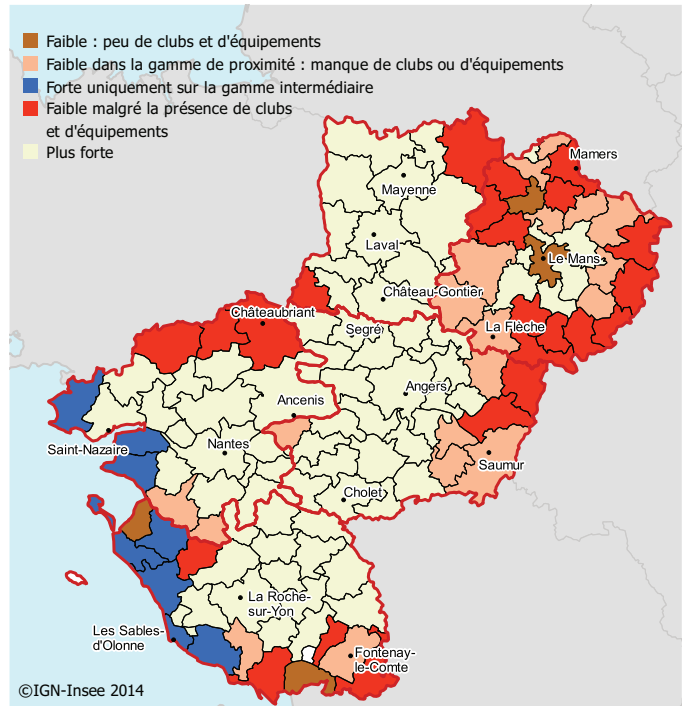 Faible : peu de clubs et d'équipements
Faible dans la gamme de proximité : manque de clubs ou d'équipements
Forte uniquement sur la gamme intermédiaire
Faible malgré la présence de clubs
et d'équipements
Plus forte
Mamers
Mayenne
Laval
Le Mans
Château-Gontier
Châteaubriant
Segré
La Flèche
Angers
Ancenis
Saint-Nazaire
Nantes
Saumur
Cholet
La Roche-
sur-Yon
Les Sables-
d'Olonne
Fontenay-
le-Comte
©IGN-Insee 2014